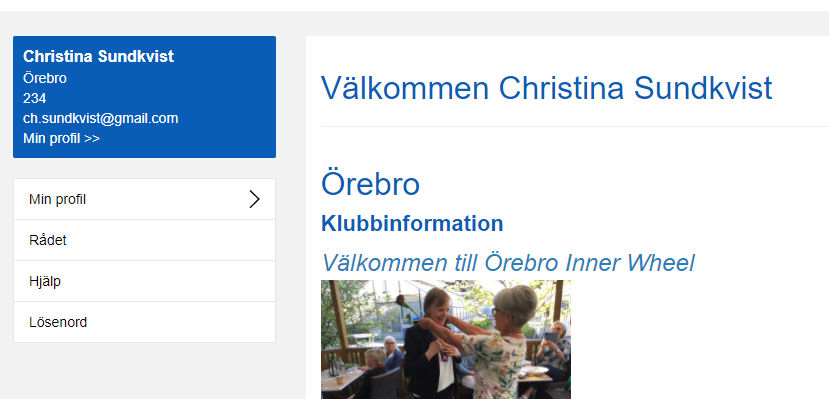 Christina Sundkvist
Örebro
234
ch.sundkvist@gmail.com
Min profil >>
Min profil
Rådet
Hjälp
Lösenord
Välkommen Christina Sundkvist
Örebro
Klubbinformation
Välkommen till Örebro Inner Wheel